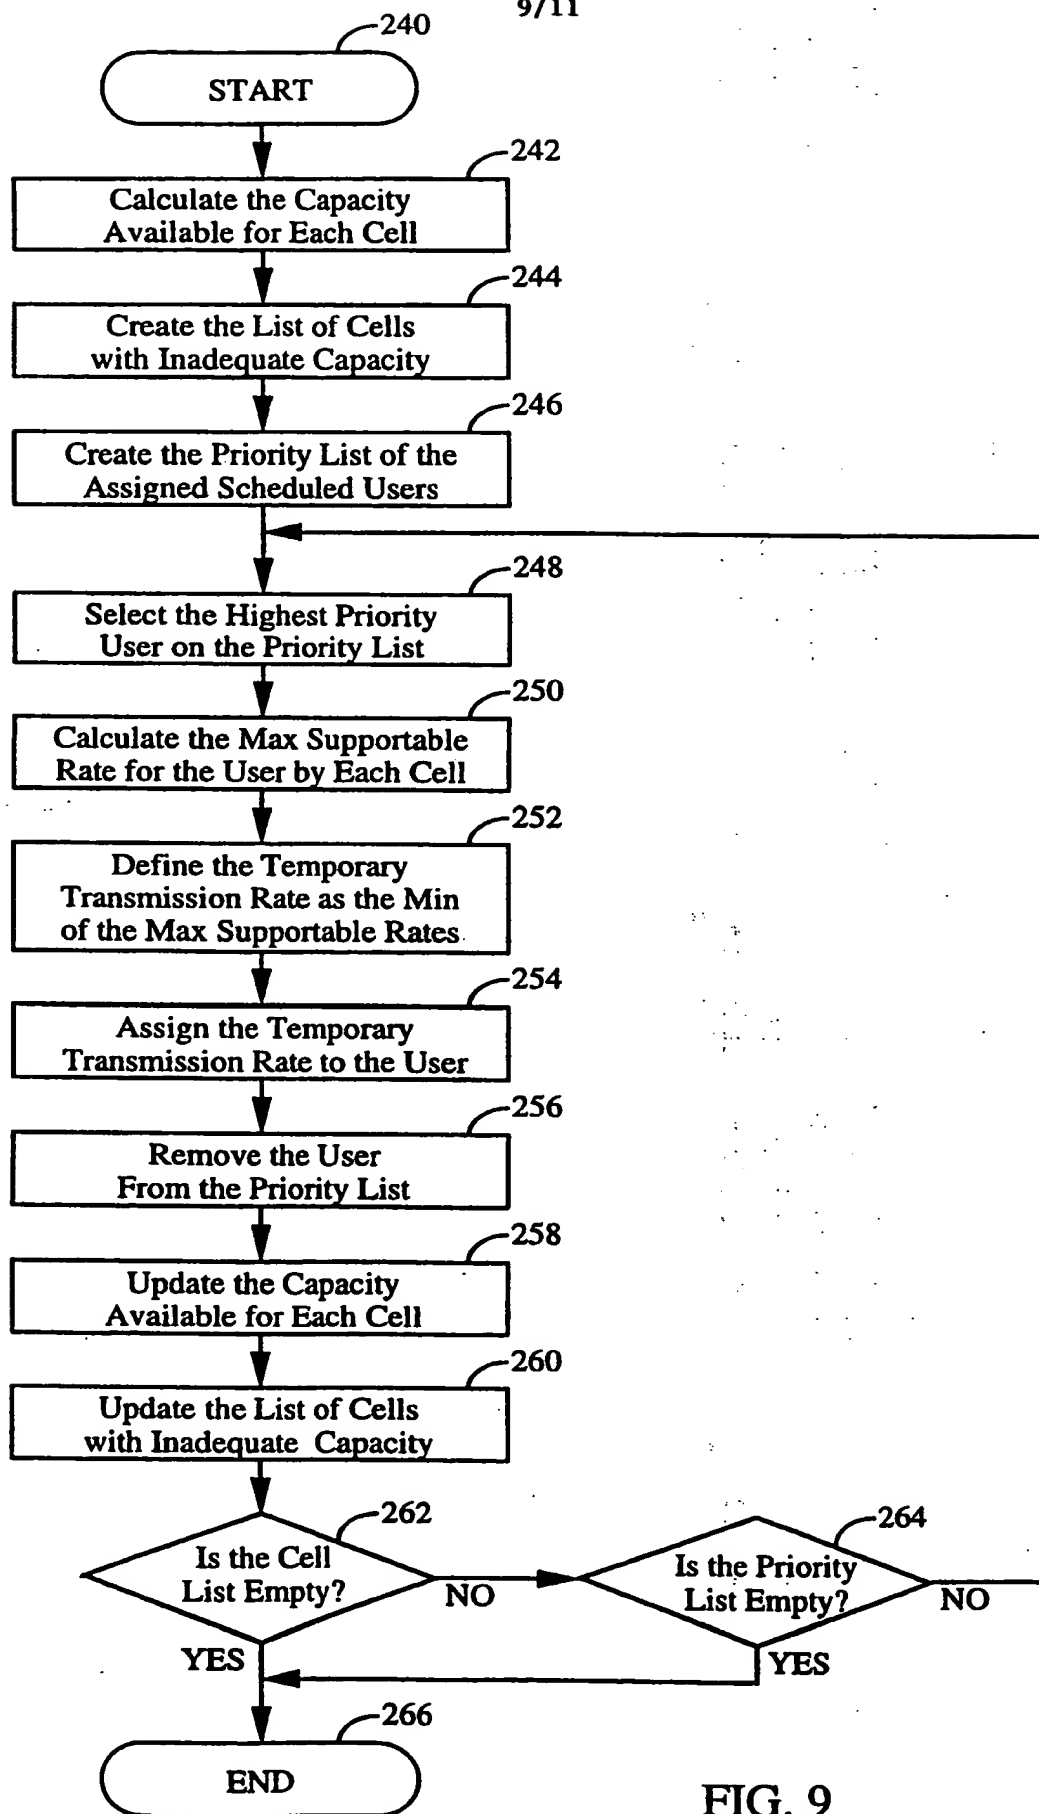 9/11
240
START
242
Calculate the Capacity
Available for Each Cell
244
Create the List of Cells
with Inadequate Capacity
246
Create the Priority List of the
Assigned Scheduled Users
248
Select the Highest Priority
User on the Priority List
250
Calculate the Max Supportable
Rate for the User by Each Cell
252
Define the Temporary
Transmission Rate as the Min
of the Max Supportable Rates
254
Assign the Temporary
Transmission Rate to the User
256
Remove the User
From the Priority List
258
Update the Capacity
Available for Each Cell
260
Update the List of Cells
with Inadequate Capacity
262
Is the Cell
List Empty?
NO
264
Is the Priority
List Empty?
NO
YES
YES
266
END
FIG. 9